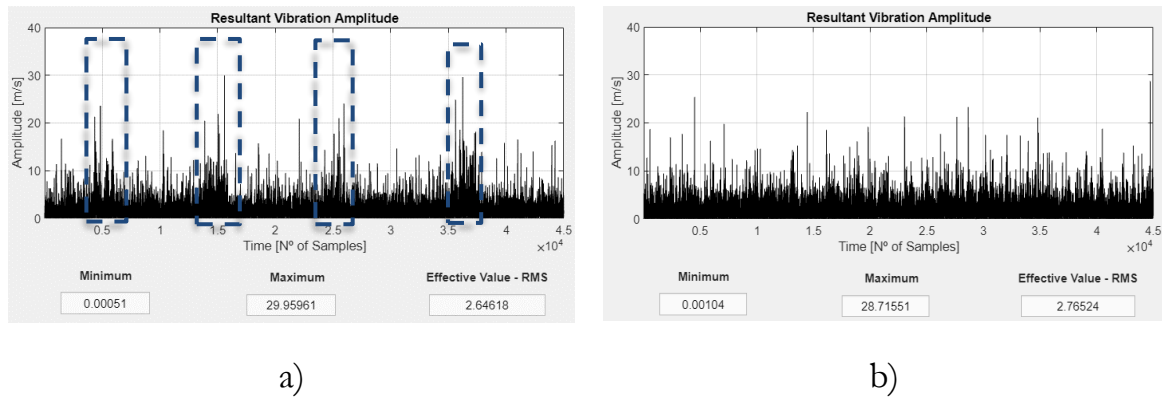 Resultant Vibration Amplitude
40
30
20
10
0
Amplitude [m/s]
0.5 1 1.5 2 2.5 3 3.5 4 4.5
×10⁴
Time [Nº of Samples]
Minimum Maximum Effective Value - RMS
0.00051 29.95961 2.64618
a)
Resultant Vibration Amplitude
40
30
20
10
0
Amplitude [m/s]
0.5 1 1.5 2 2.5 3 3.5 4 4.5
×10⁴
Time [Nº of Samples]
Minimum Maximum Effective Value - RMS
0.00104 28.71551 2.76524
b)